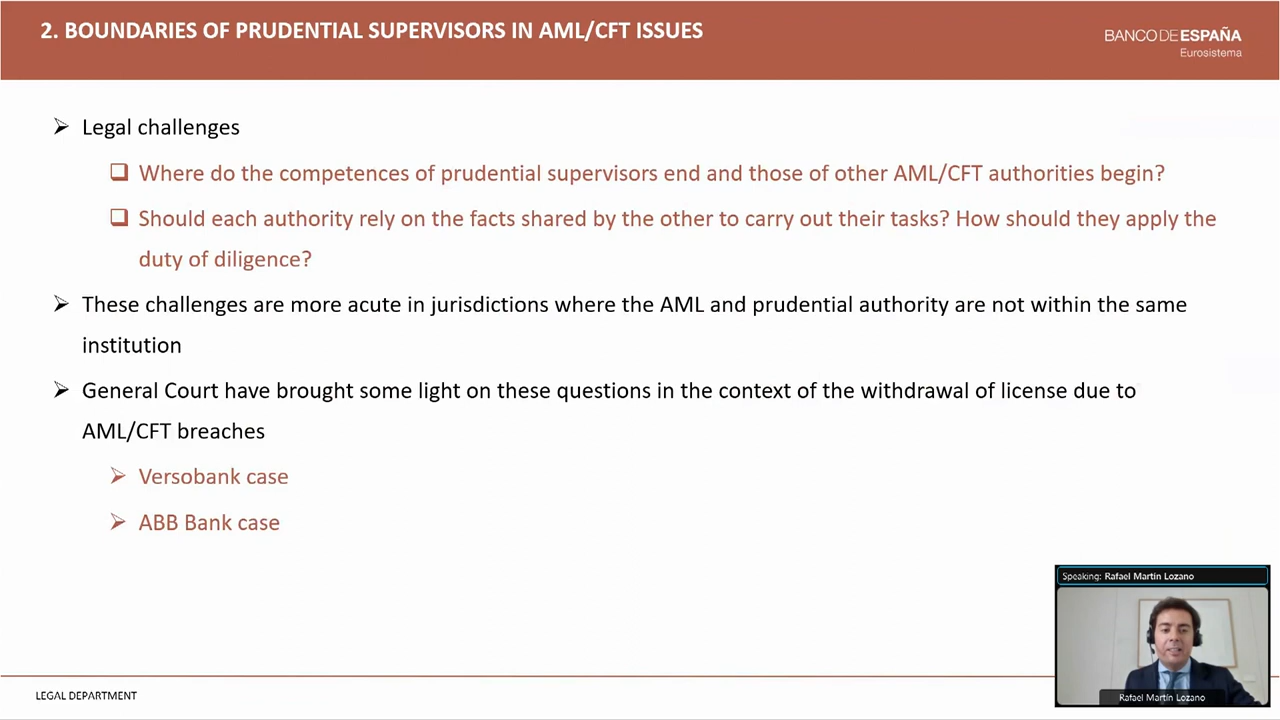 2. BOUNDARIES OF PRUDENTIAL SUPERVISORS IN AML/CFT ISSUES
BANCO DE ESPAÑA
Eurosistema
Legal challenges
Where do the competences of prudential supervisors end and those of other AML/CFT authorities begin?
Should each authority rely on the facts shared by the other to carry out their tasks? How should they apply the
duty of diligence?
These challenges are more acute in jurisdictions where the AML and prudential authority are not within the same
institution
General Court have brought some light on these questions in the context of the withdrawal of license due to
AML/CFT breaches
Versobank case
ABB Bank case
Speaking: Rafael Martín Lozano
Rafael Martín Lozano
LEGAL DEPARTMENT